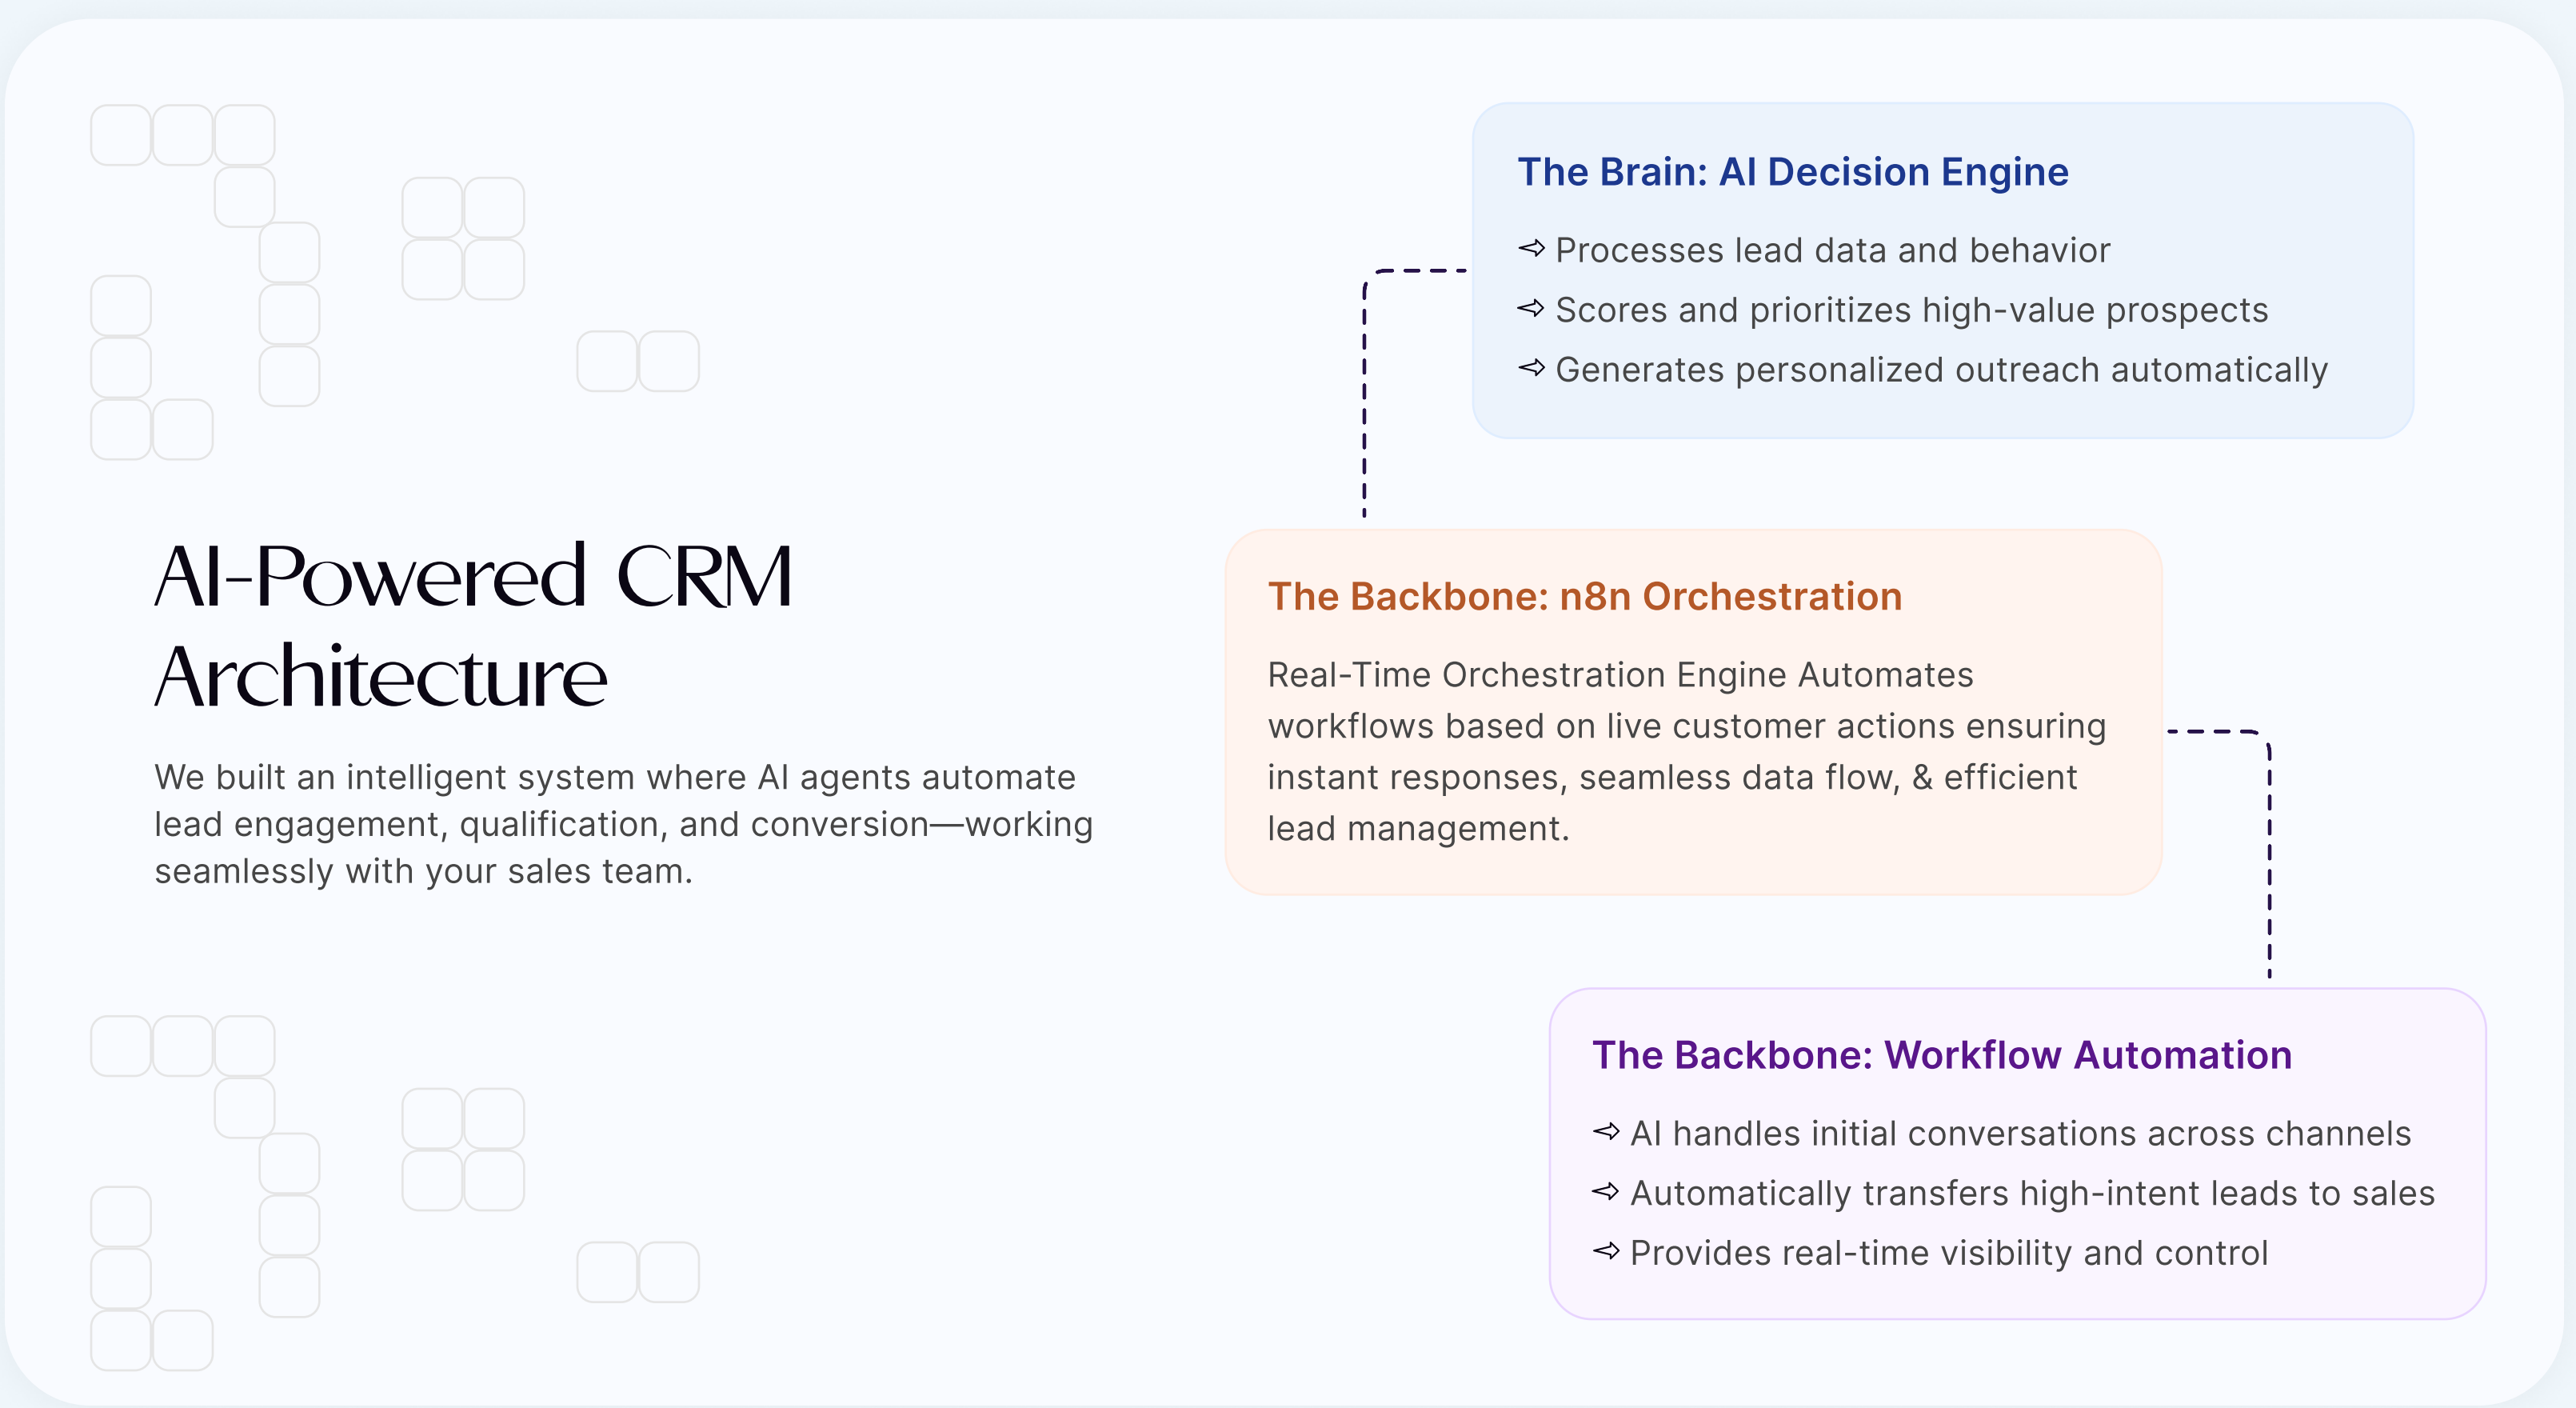 AI-Powered CRM
Architecture
We built an intelligent system where AI agents automate
lead engagement, qualification, and conversion—working
seamlessly with your sales team.
The Brain: AI Decision Engine
➩ Processes lead data and behavior
➩ Scores and prioritizes high-value prospects
➩ Generates personalized outreach automatically
The Backbone: n8n Orchestration
Real-Time Orchestration Engine Automates
workflows based on live customer actions ensuring
instant responses, seamless data flow, & efficient
lead management.
The Backbone: Workflow Automation
➩ AI handles initial conversations across channels
➩ Automatically transfers high-intent leads to sales
➩ Provides real-time visibility and control